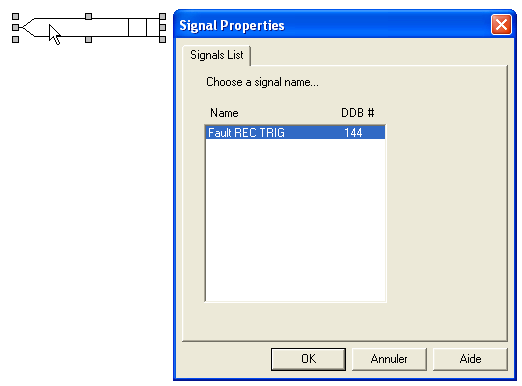 Signal Properties
Signals List
Choose a signal name...
Name DDB #
Fault REC TRIG 144
OK Annuler Aide